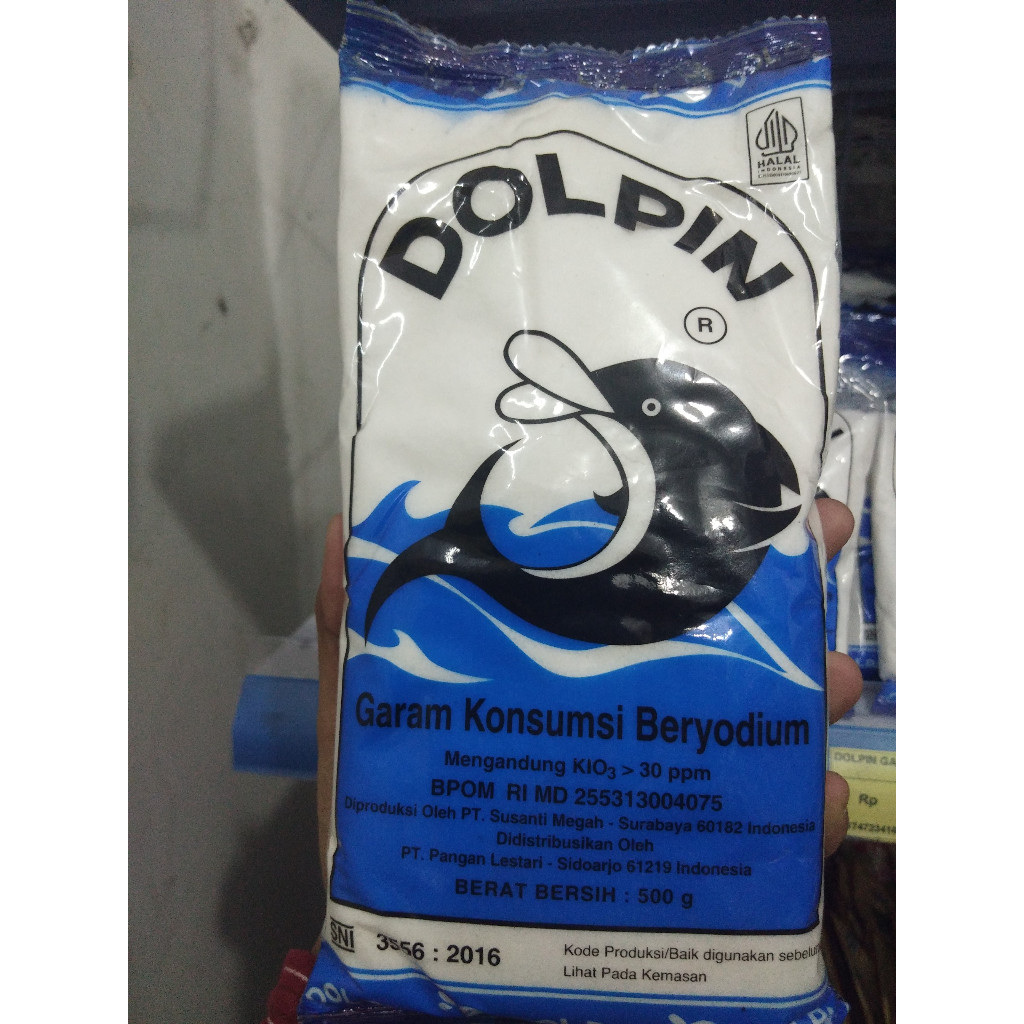 HALAL
INDONESIA
DOLPIN
R
Garam Konsumsi Beryodium
Mengandung KIO3 > 30 ppm
BPOM RI MD 255313004075
Diproduksi Oleh PT. Susanti Megah - Surabaya 60182 Indonesia
Didistribusikan Oleh
PT. Pangan Lestari - Sidoarjo 61219 Indonesia
BERAT BERSIH : 500 g
SNI 3556 : 2016
Kode Produksi/Baik digunakan
Lihat Pada Kemasan
DOLPIN GA
Rp